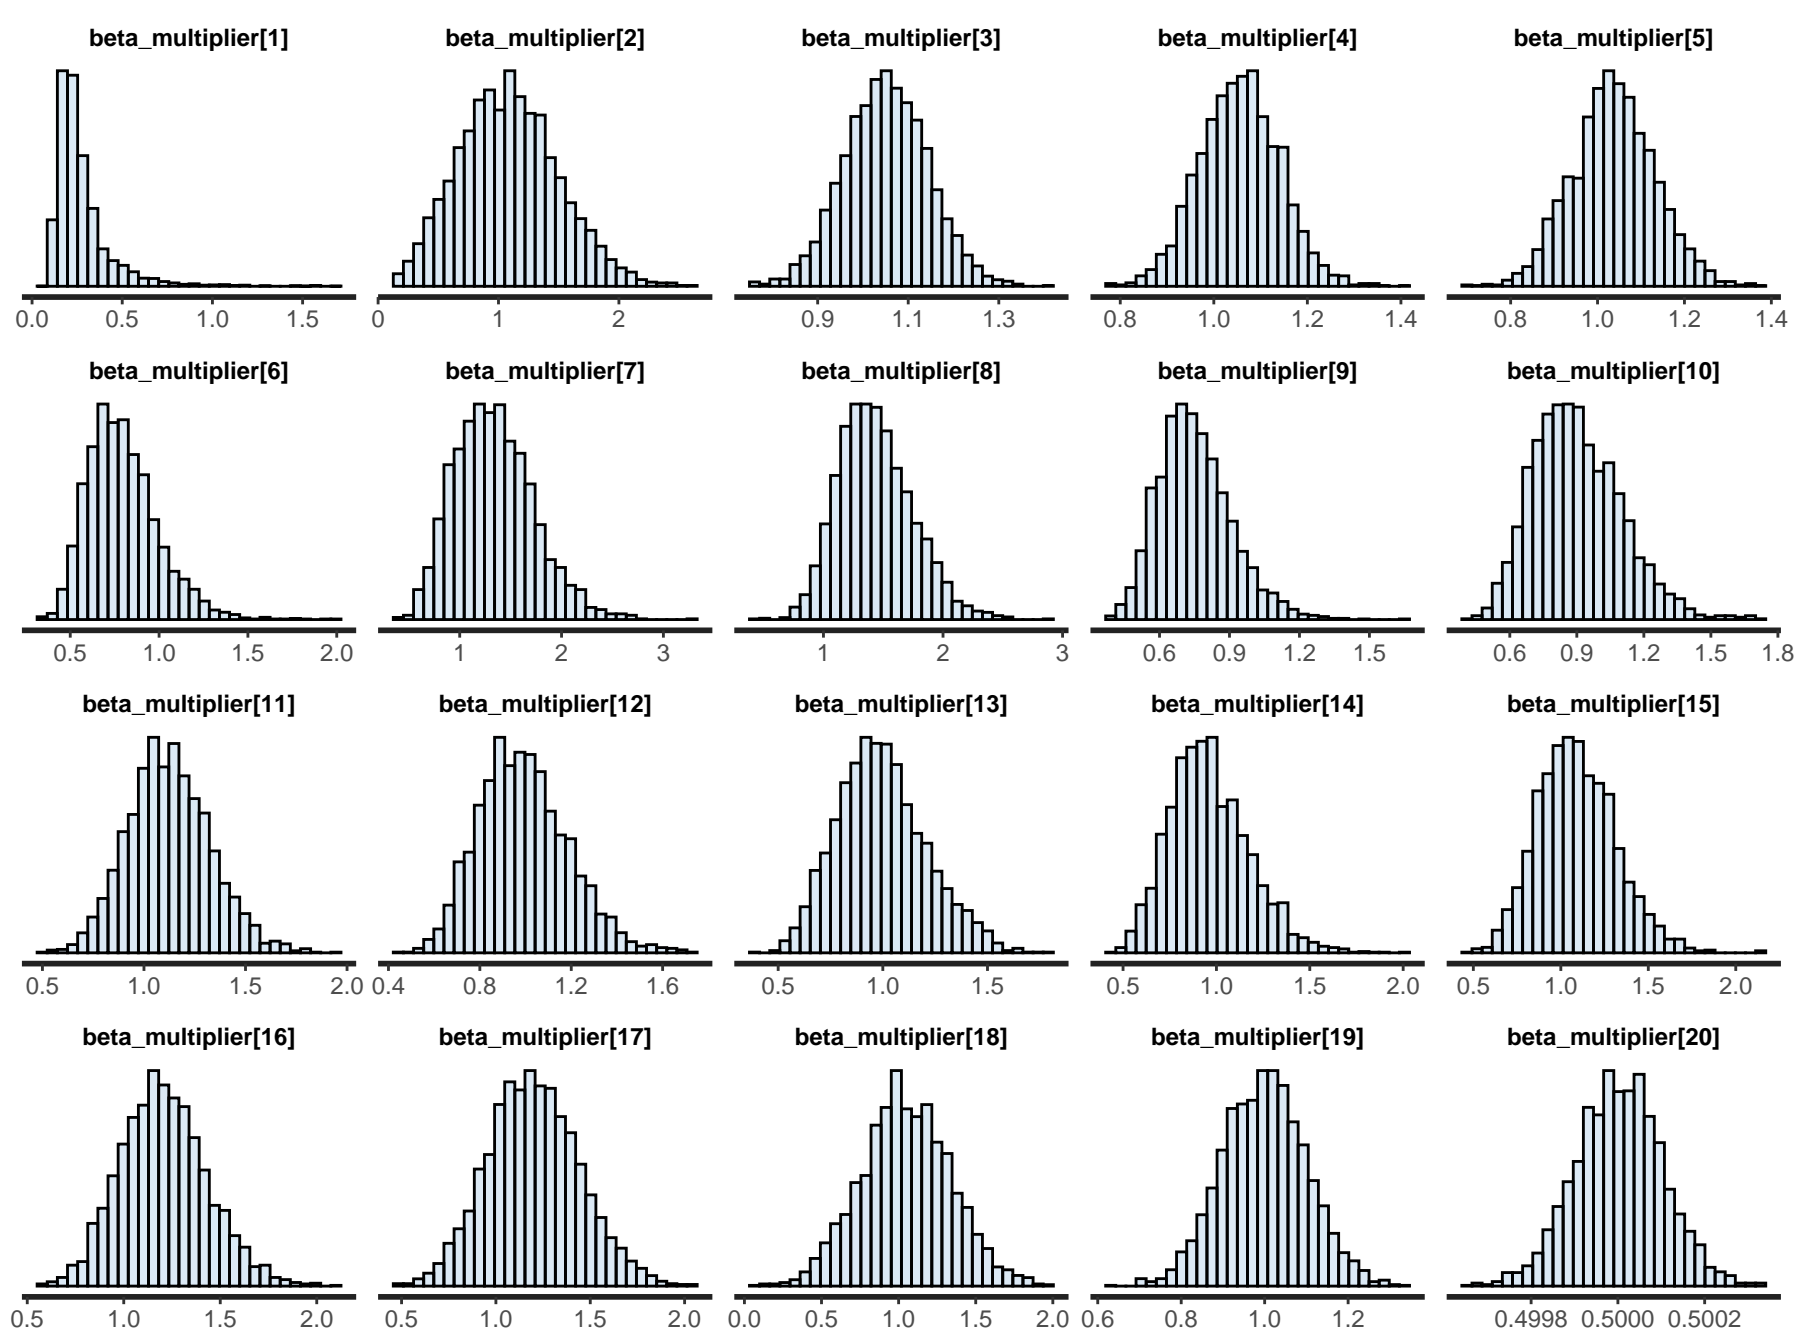 beta_multiplier[1] beta_multiplier[2] beta_multiplier[3] beta_multiplier[4] beta_multiplier[5]
0.0 0.5 1.0 1.5 0 1 2 0.9 1.1 1.3 0.8 1.0 1.2 1.4 0.8 1.0 1.2 1.4
beta_multiplier[6] beta_multiplier[7] beta_multiplier[8] beta_multiplier[9] beta_multiplier[10]
0.5 1.0 1.5 2.0 1 2 3 1 2 3 0.6 0.9 1.2 1.5 0.6 0.9 1.2 1.5 1.8
beta_multiplier[11] beta_multiplier[12] beta_multiplier[13] beta_multiplier[14] beta_multiplier[15]
0.5 1.0 1.5 2.0 0.4 0.8 1.2 1.6 0.5 1.0 1.5 0.5 1.0 1.5 2.0 0.5 1.0 1.5 2.0
beta_multiplier[16] beta_multiplier[17] beta_multiplier[18] beta_multiplier[19] beta_multiplier[20]
0.5 1.0 1.5 2.0 0.5 1.0 1.5 2.0 0.0 0.5 1.0 1.5 2.0 0.6 0.8 1.0 1.2 0.4998 0.5000 0.5002